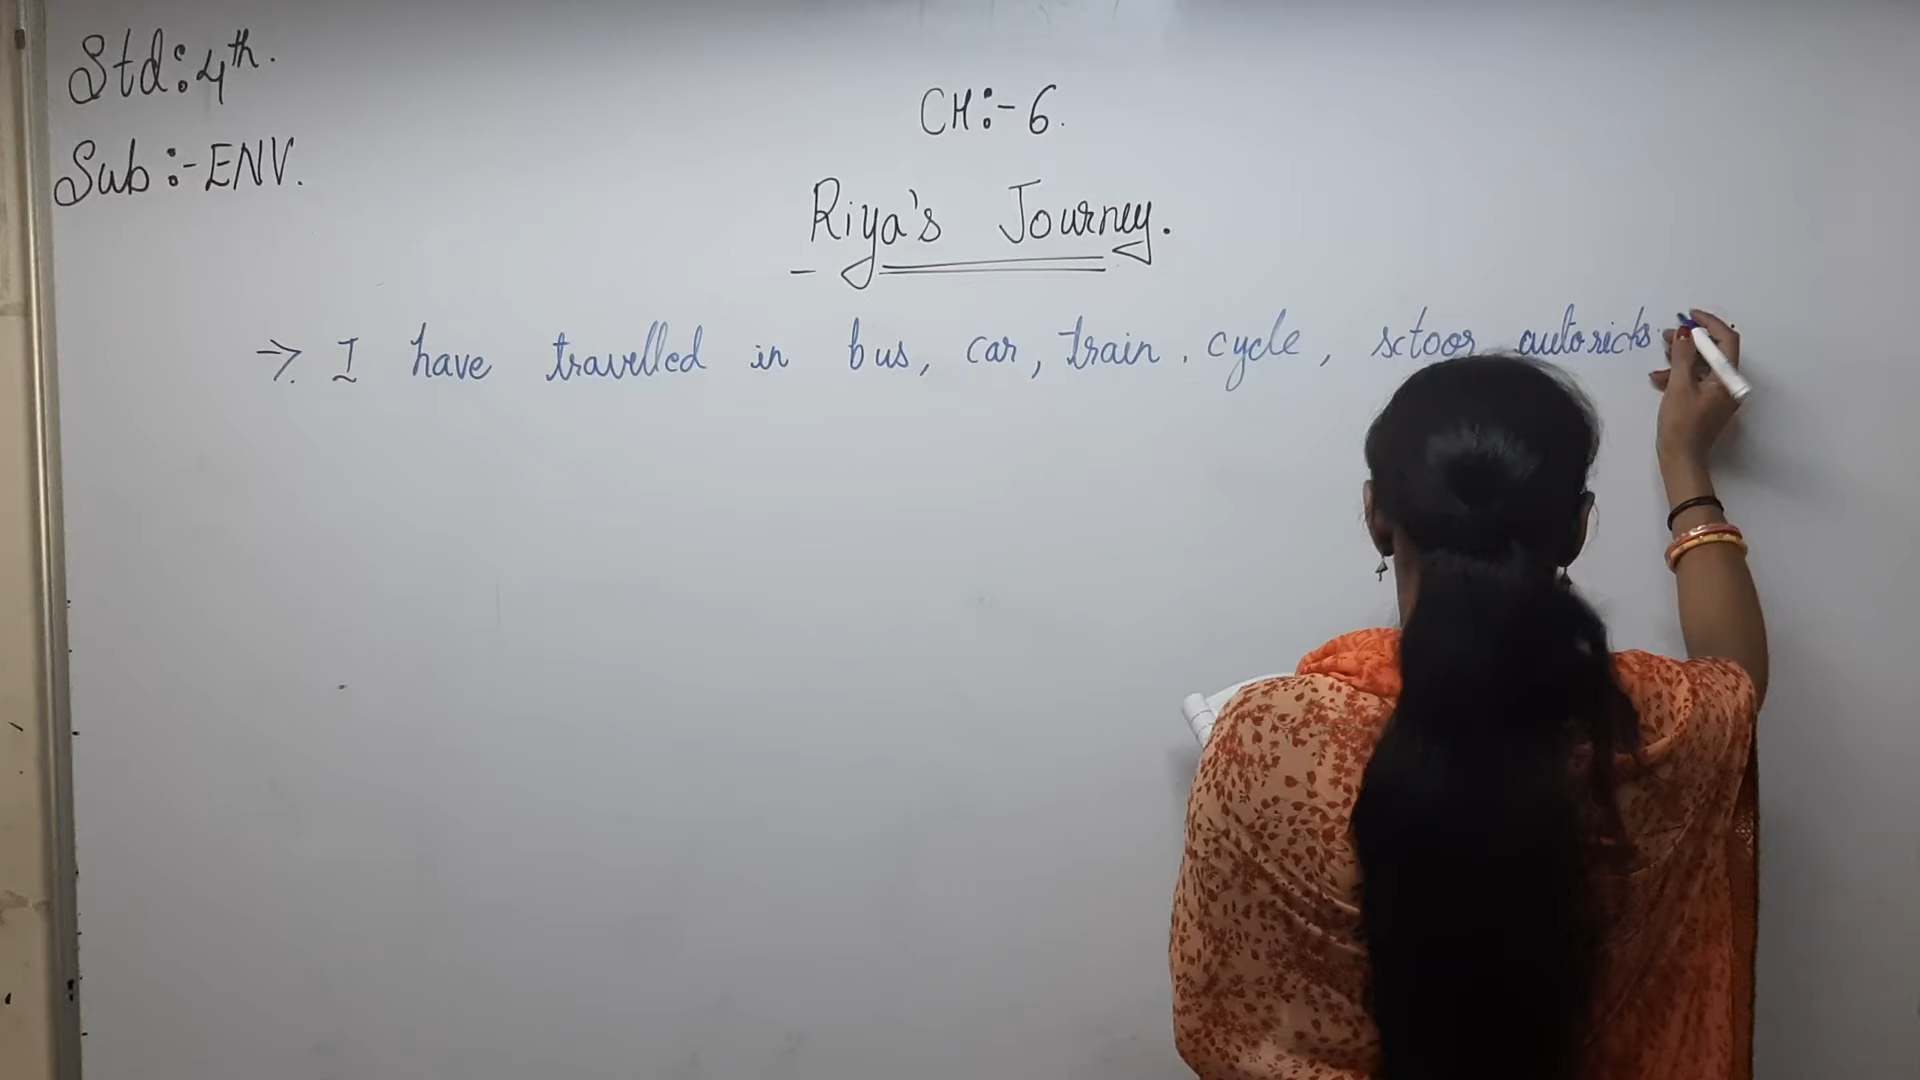 Std:4th.
Sub:-ENV.
CH:-6.
Riya's Journey.
→ I have travelled in bus, car, train. cycle, sctoor autoricks